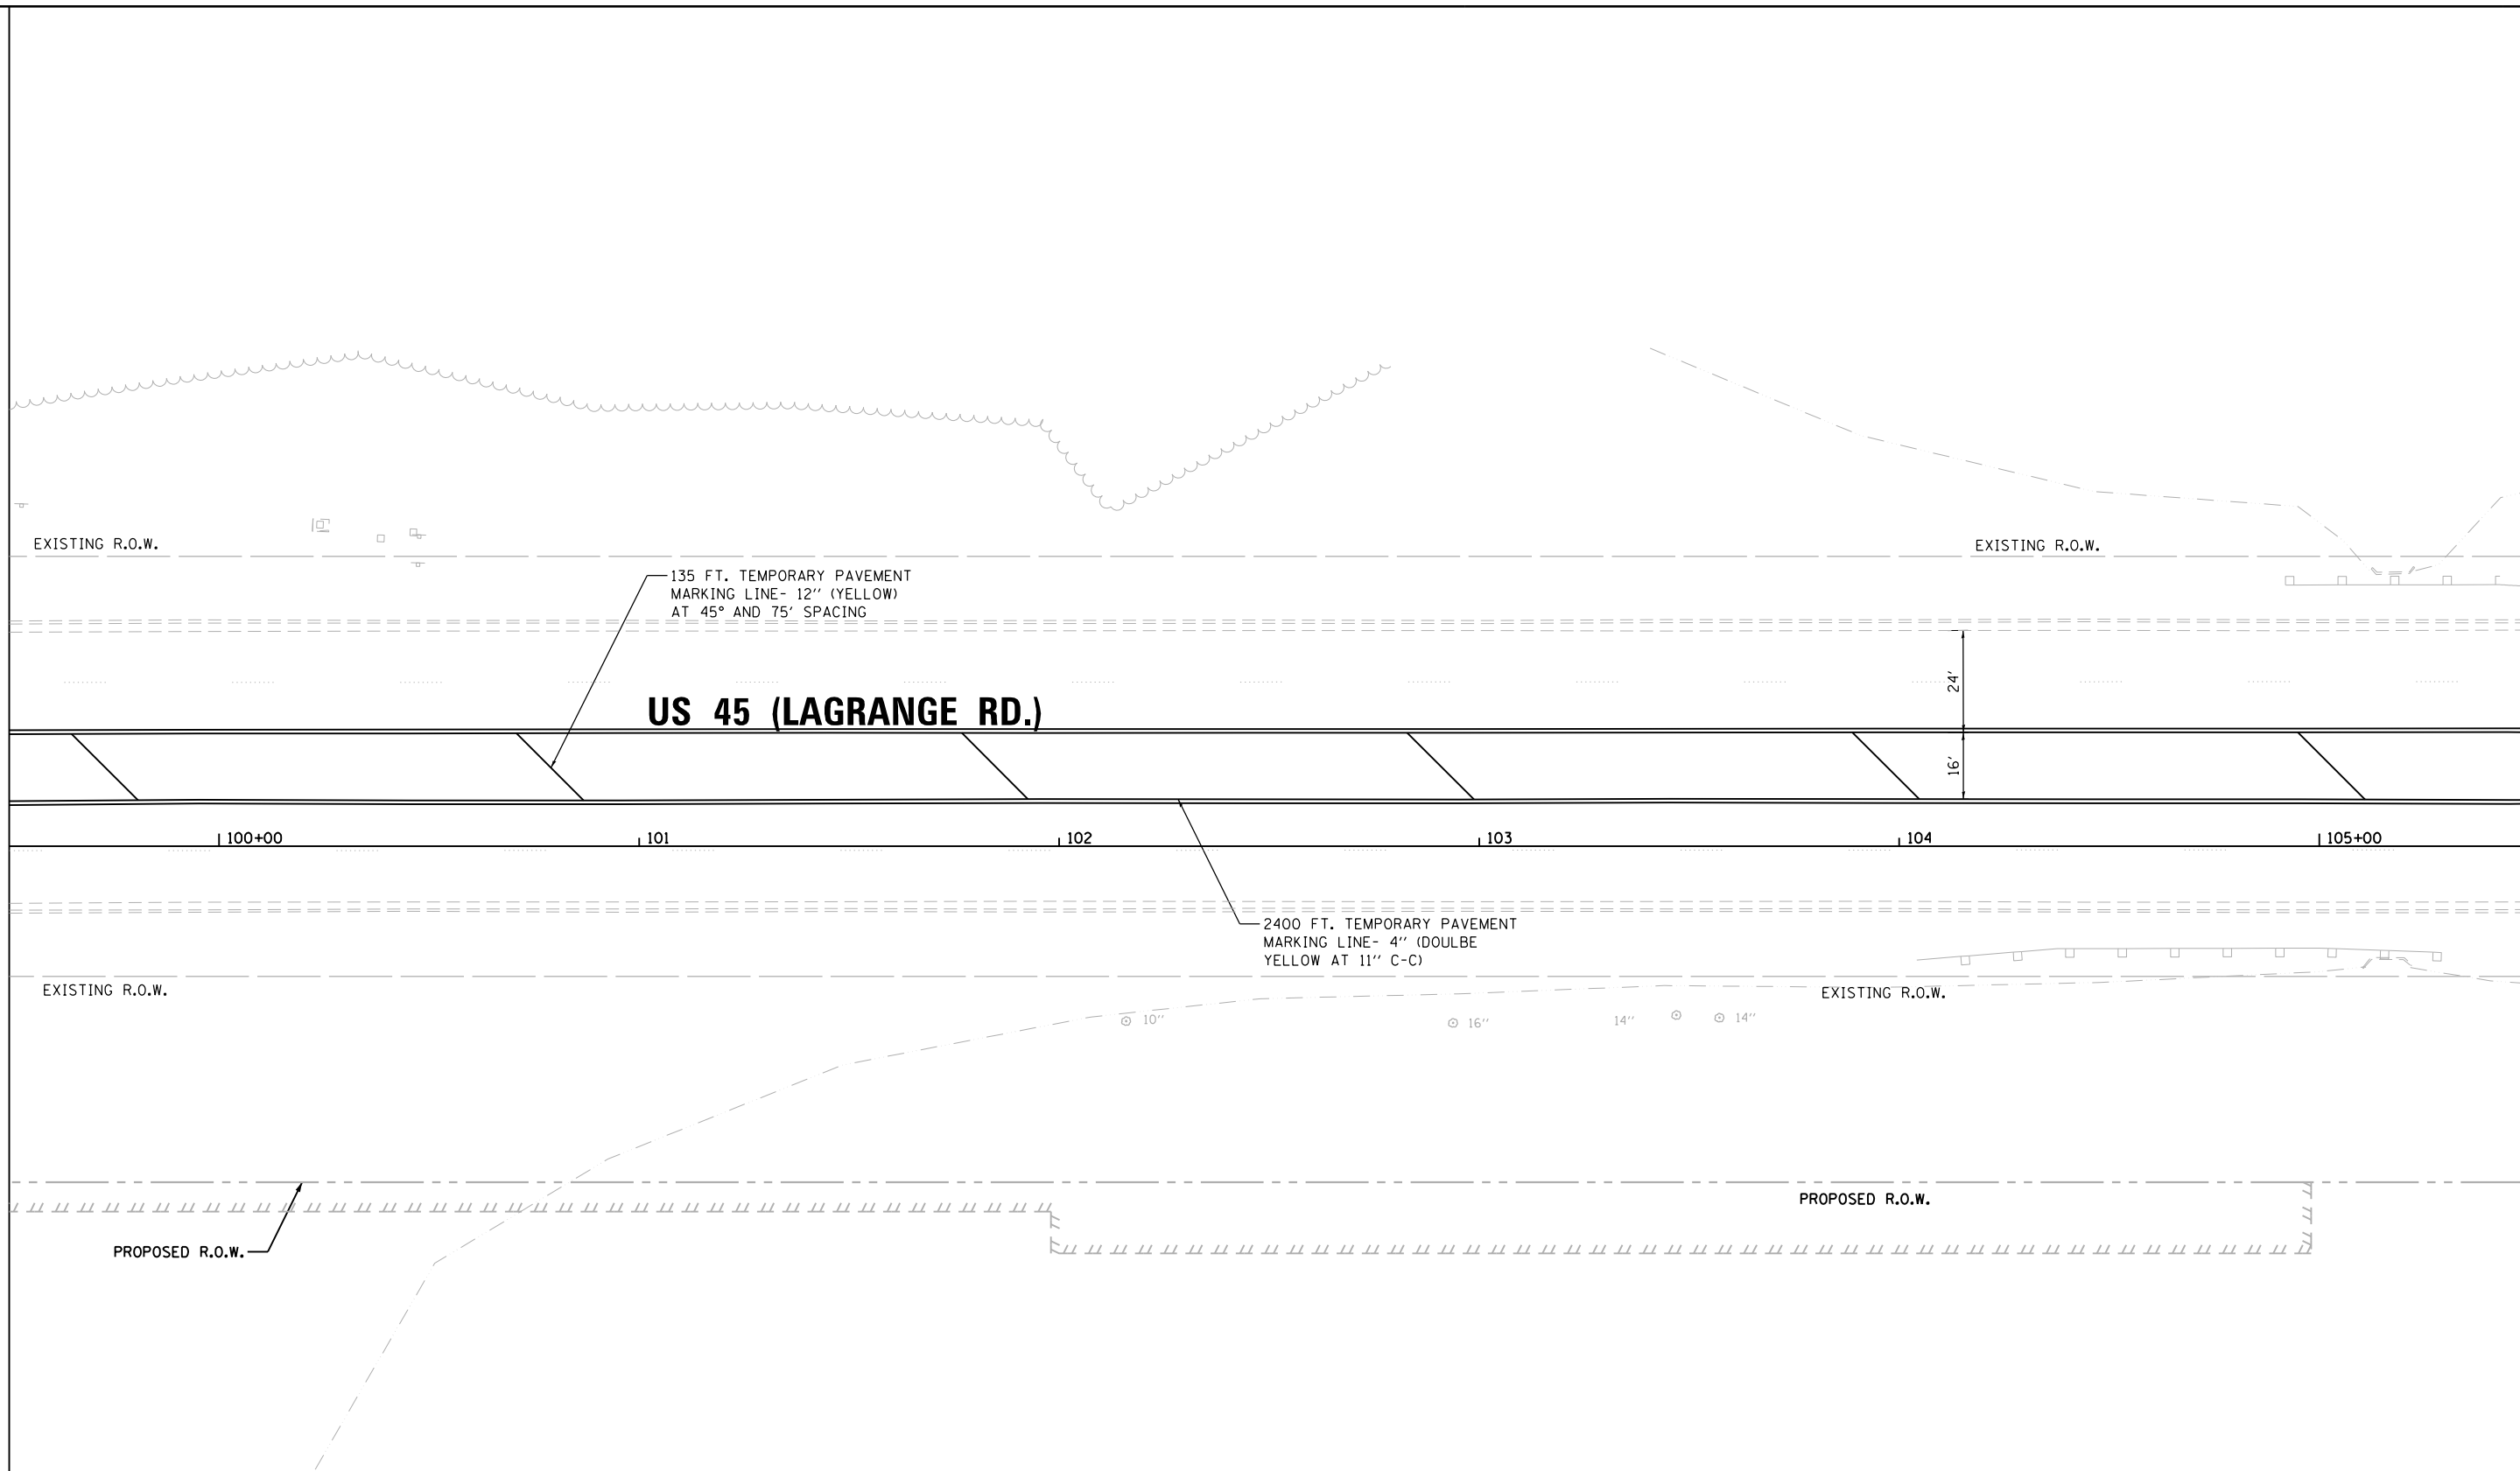 EXISTING R.O.W.
EXISTING R.O.W.
135 FT. TEMPORARY PAVEMENT
MARKING LINE- 12'' (YELLOW)
AT 45° AND 75' SPACING
24'
US 45 (LAGRANGE RD.)
16'
100+00
101
102
103
104
105+00
2400 FT. TEMPORARY PAVEMENT
MARKING LINE- 4'' (DOULBE
YELLOW AT 11'' C-C)
EXISTING R.O.W.
EXISTING R.O.W.
10''
16''
14''
14''
PROPOSED R.O.W.
PROPOSED R.O.W.